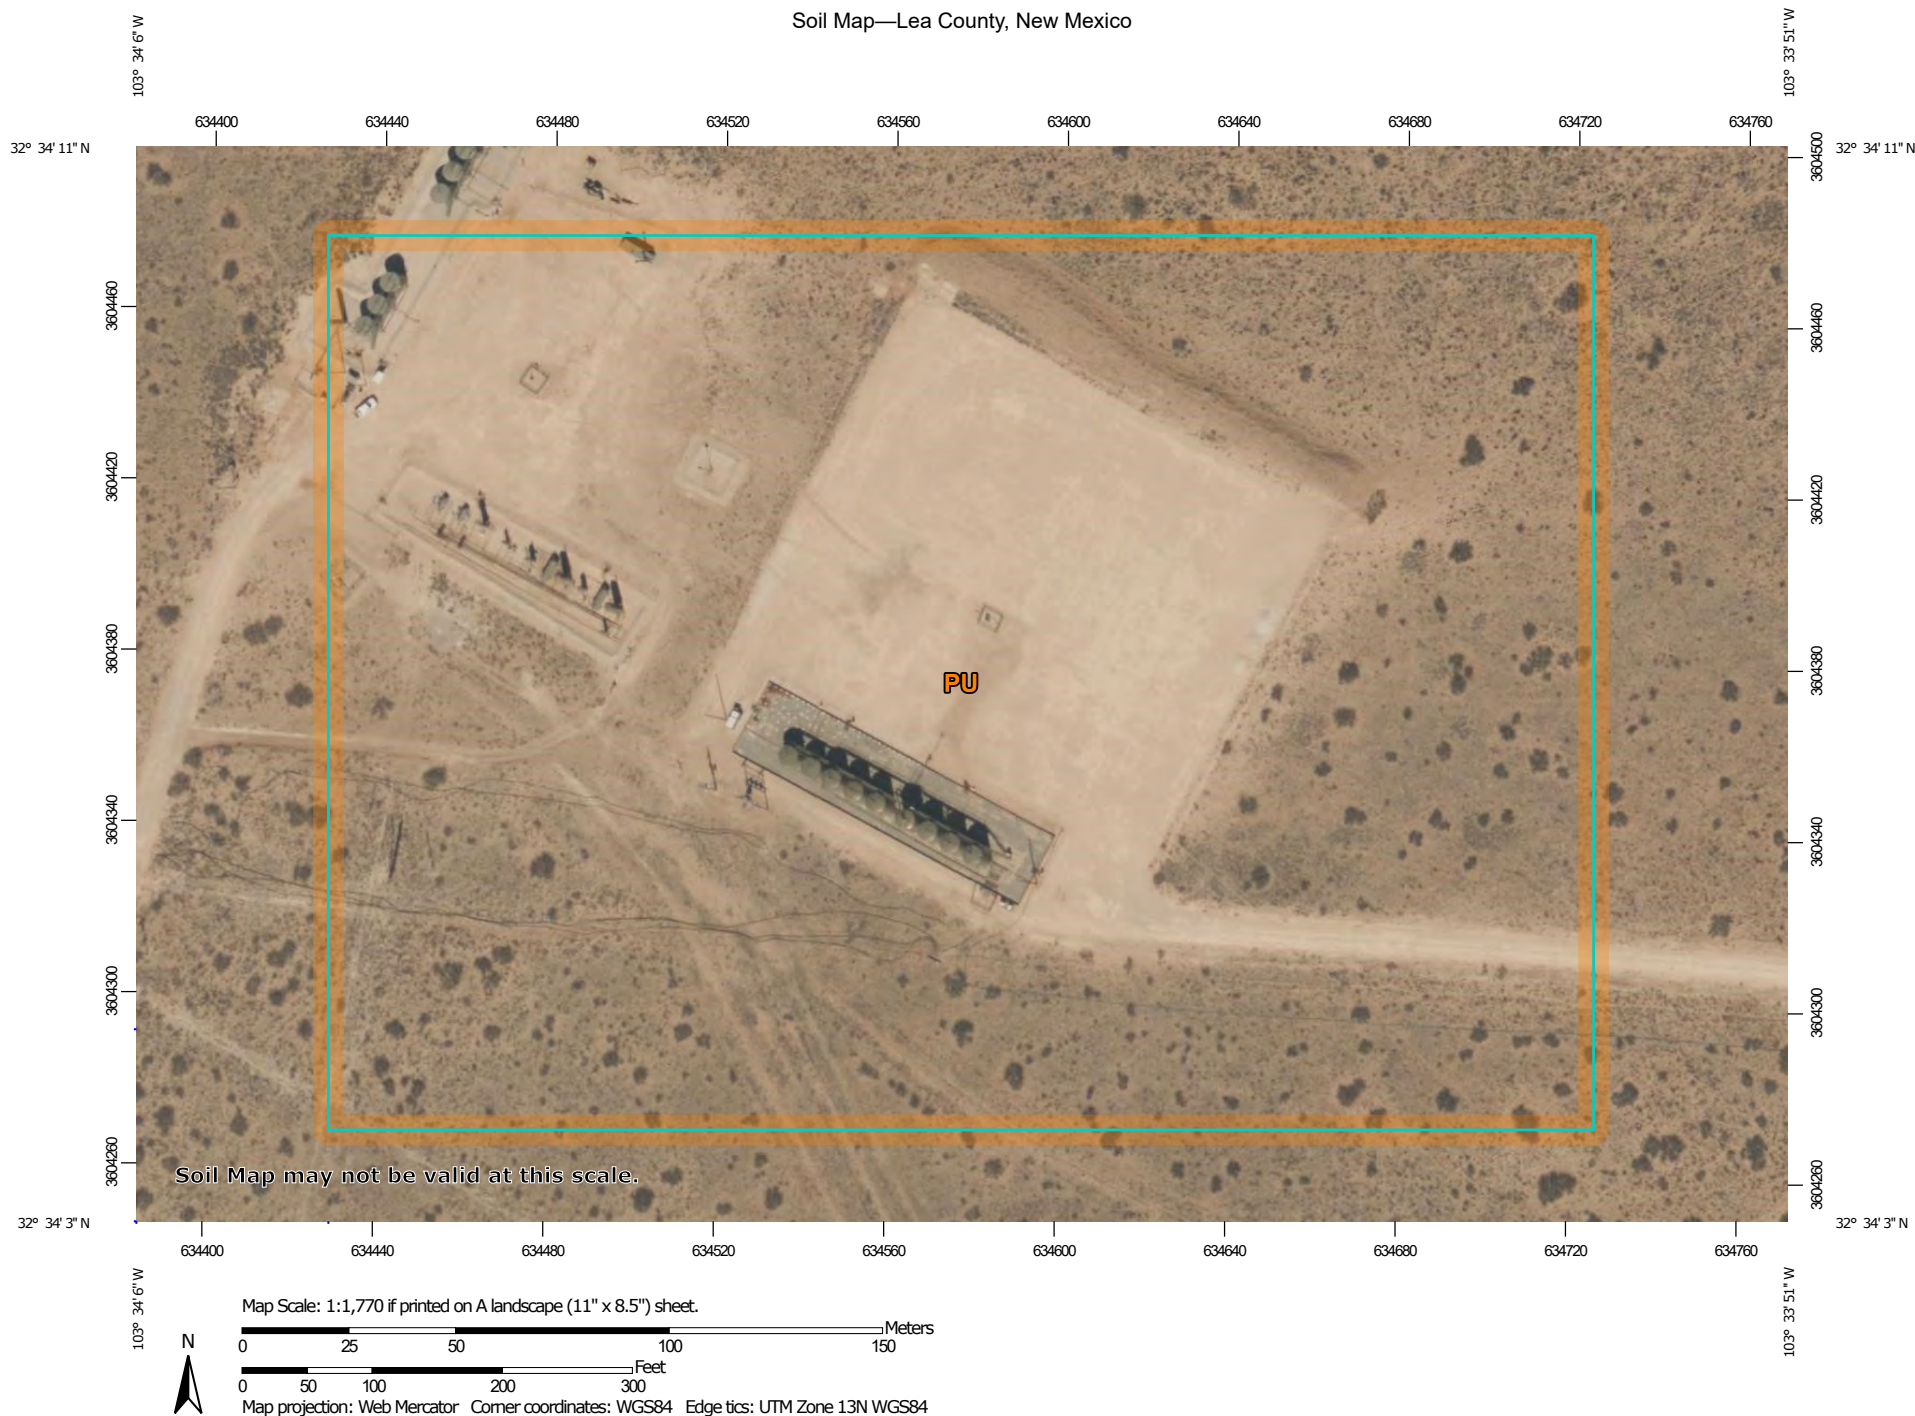 Soil Map—Lea County, New Mexico
103° 34' 6" W
103° 33' 51" W
634400 634440 634480 634520 634560 634600 634640 634680 634720 634760
32° 34' 11" N
32° 34' 11" N
3604500
3604460
3604460
3604420
3604420
3604380
3604380
PU
3604340
3604340
3604300
3604300
3604260
3604260
Soil Map may not be valid at this scale.
32° 34' 3" N
32° 34' 3" N
634400 634440 634480 634520 634560 634600 634640 634680 634720 634760
103° 34' 6" W
103° 33' 51" W
Map Scale: 1:1,770 if printed on A landscape (11" x 8.5") sheet.
Meters
0 25 50 100 150
N
Feet
0 50 100 200 300
Map projection: Web Mercator Corner coordinates: WGS84 Edge tics: UTM Zone 13N WGS84